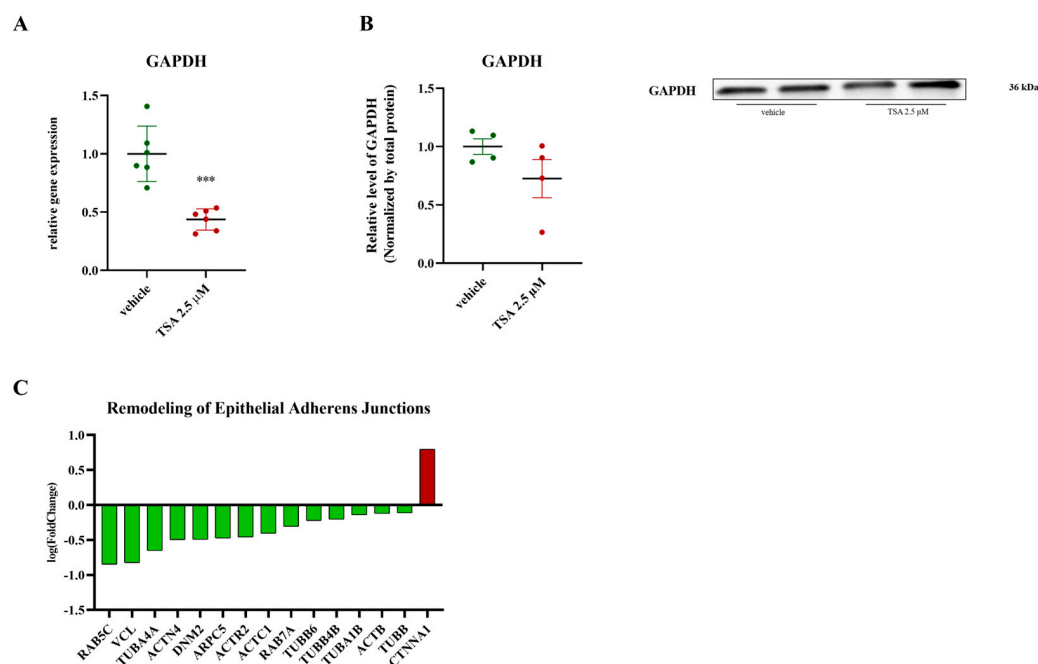 A
GAPDH
relative gene expression
1.5
1.0
0.5
0.0
***
vehicle
TSA 2.5 µM
B
GAPDH
Relative level of GAPDH
(Normalized by total protein)
1.5
1.0
0.5
0.0
vehicle
TSA 2.5 µM
GAPDH
36 kDa
vehicle
TSA 2.5 µM
C
Remodeling of Epithelial Adherens Junctions
log(FoldChange)
1.0
0.5
0.0
-0.5
-1.0
-1.5
RAB5C
VCL
TUBA4A
ACTN4
DNM2
ARPC5
ACTR2
ACTC1
RAB7A
TUBB6
TUBB4B
TUBA1B
ACTB
TUBB
CTNNA1